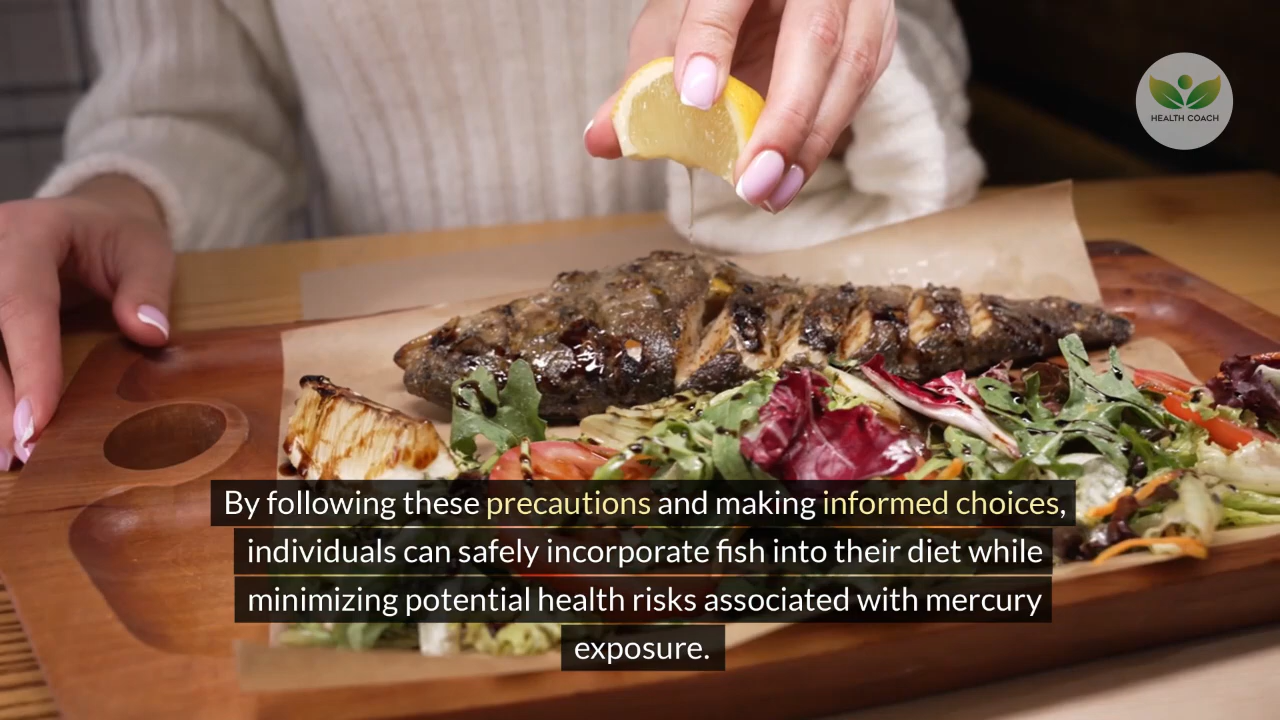 HEALTH COACH
By following these precautions and making informed choices,
individuals can safely incorporate fish into their diet while
minimizing potential health risks associated with mercury
exposure.